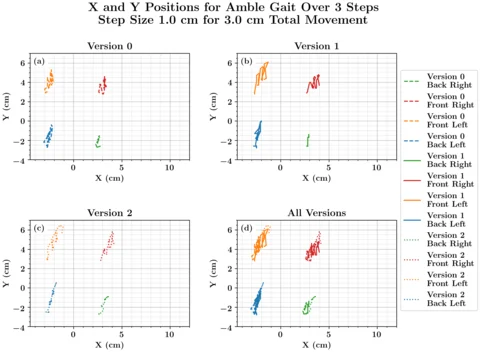 X and Y Positions for Amble Gait Over 3 Steps
Step Size 1.0 cm for 3.0 cm Total Movement
Version 0
(a)
Y (cm)
6
4
2
0
−2
−4
0
5
10
X (cm)
Version 1
(b)
Y (cm)
6
4
2
0
−2
−4
0
5
10
X (cm)
Version 2
(c)
Y (cm)
6
4
2
0
−2
−4
0
5
10
X (cm)
All Versions
(d)
Y (cm)
6
4
2
0
−2
−4
0
5
10
X (cm)
Version 0
Back Right
Version 0
Front Right
Version 0
Front Left
Version 0
Back Left
Version 1
Back Right
Version 1
Front Right
Version 1
Front Left
Version 1
Back Left
Version 2
Back Right
Version 2
Front Right
Version 2
Front Left
Version 2
Back Left